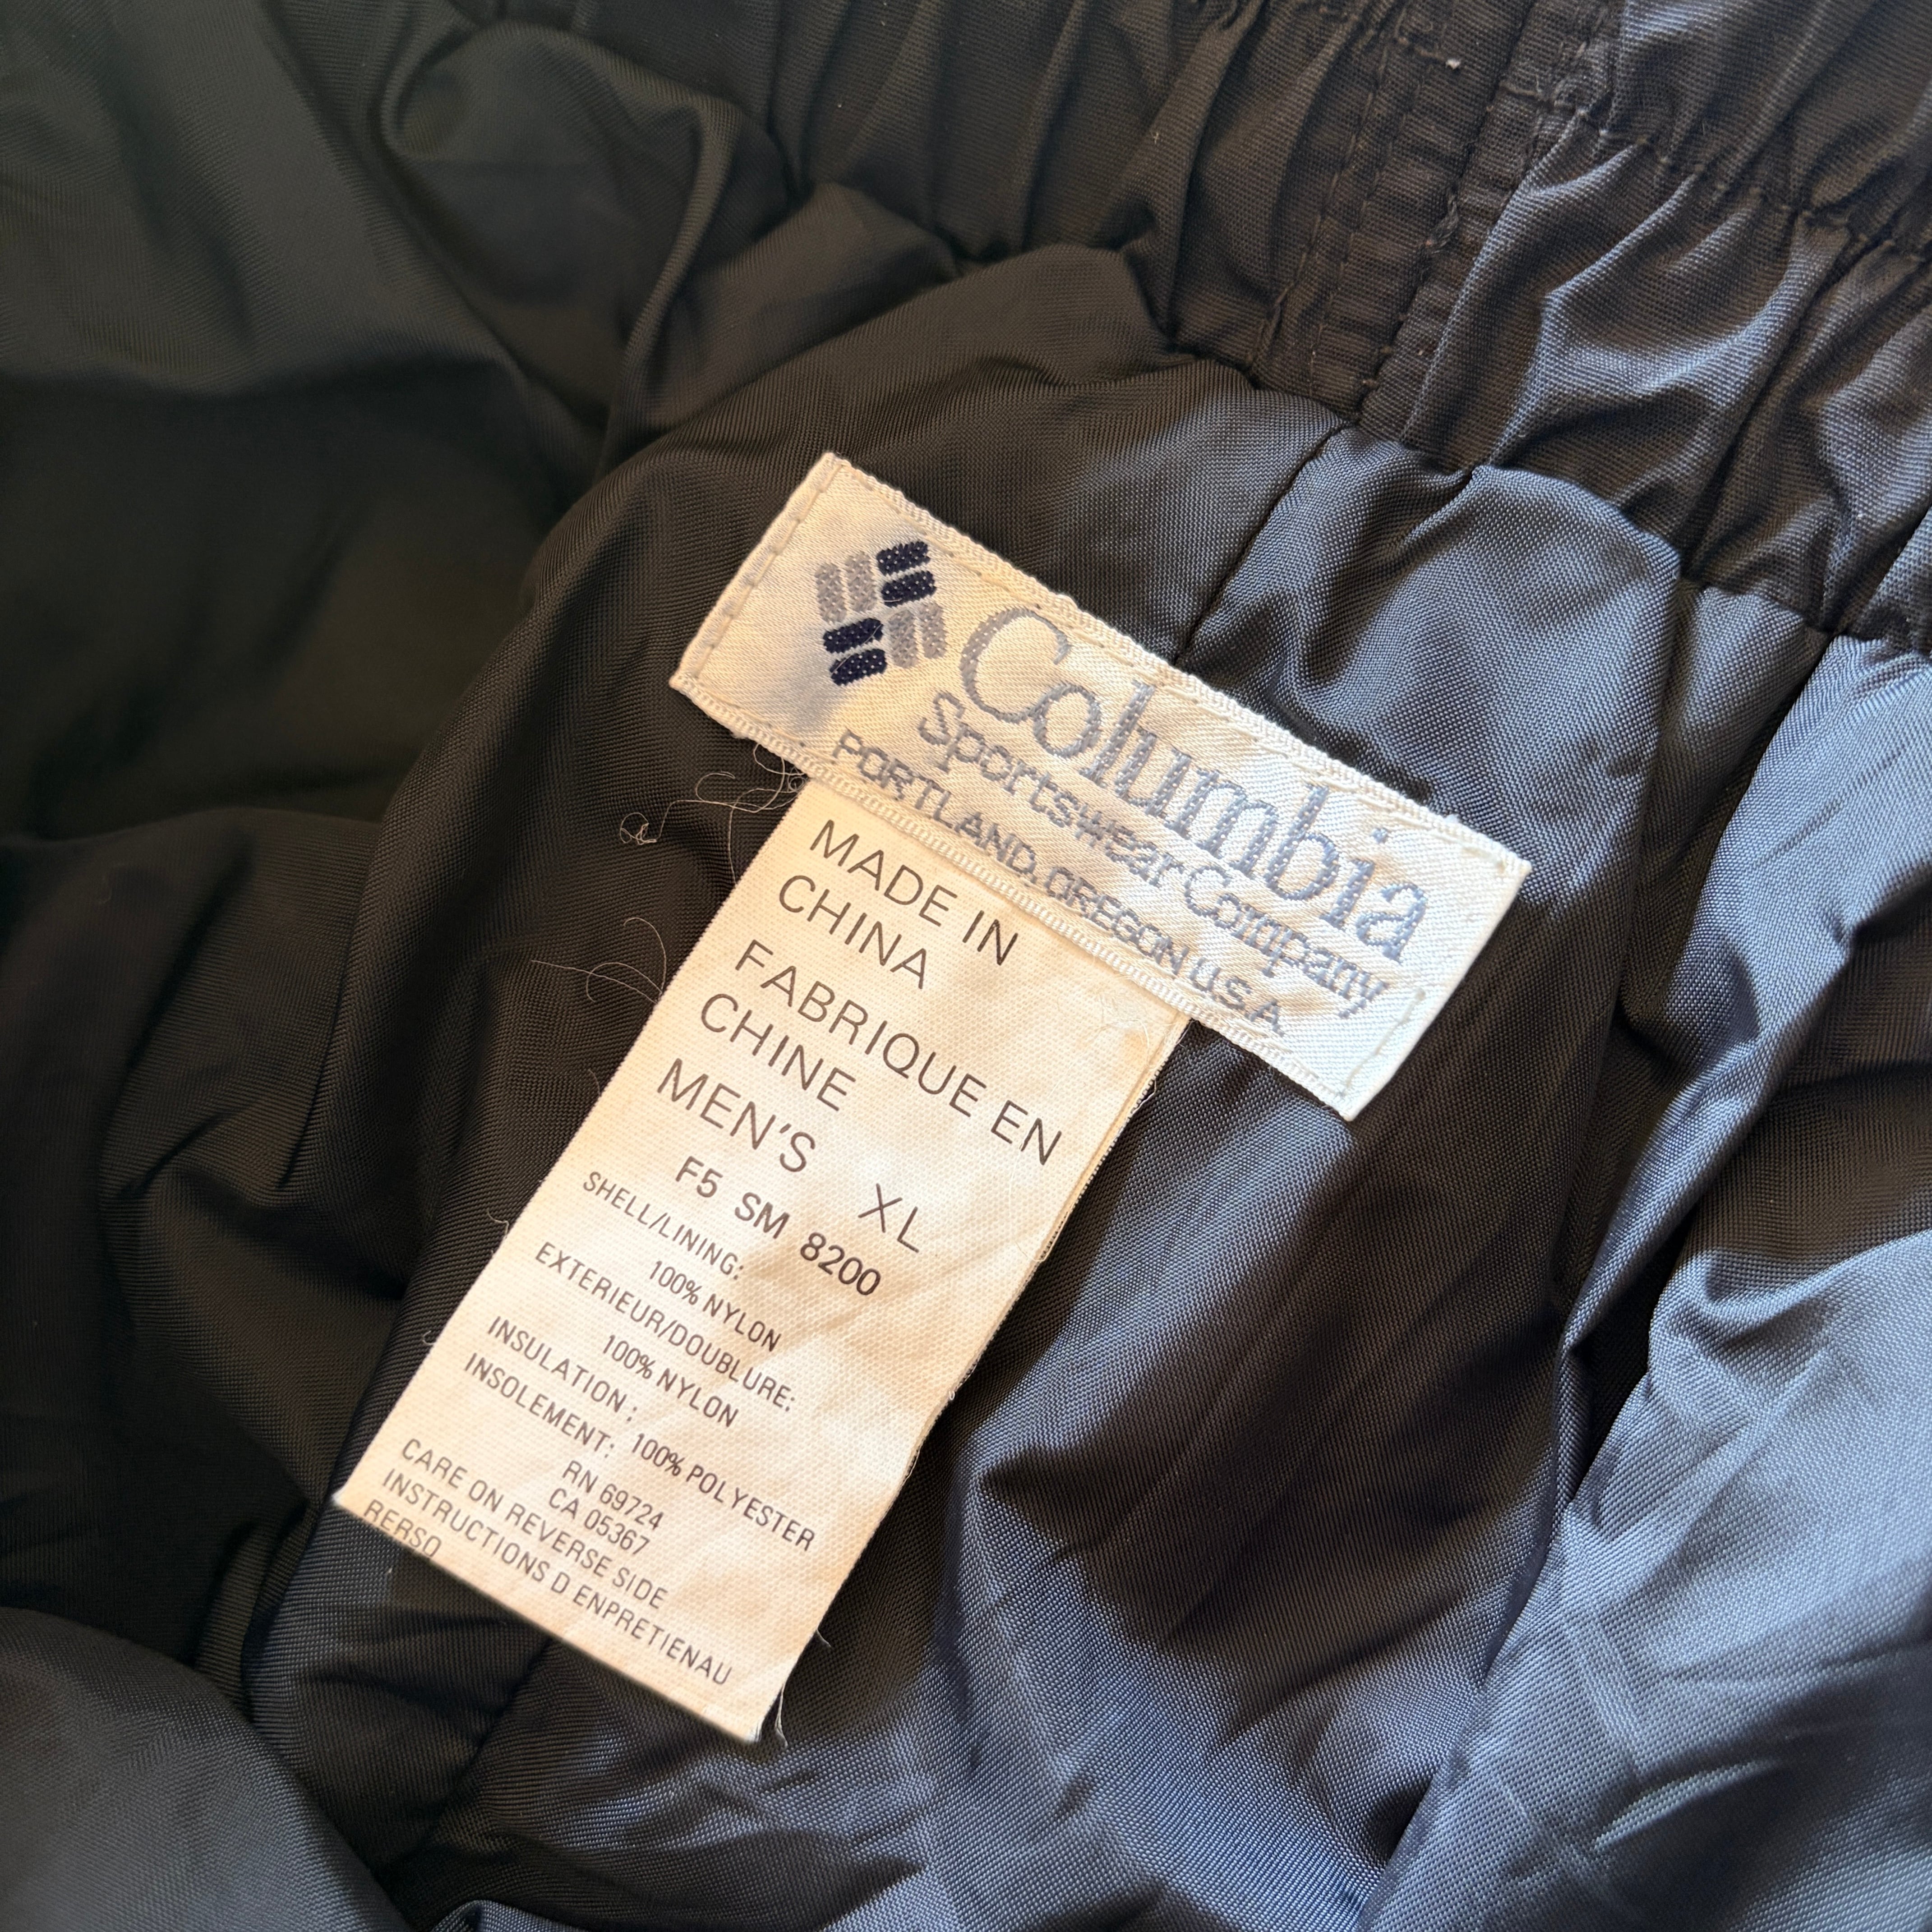 Columbia
Sportswear Company
PORTLAND, OREGON U.S.A
MADE IN
CHINA
FABRIQUE EN
CHINE
MEN'S XL
F5 SM 8200
SHELL/LINING:
100% NYLON
EXTERIEUR/DOUBLURE:
100% NYLON
INSULATION:
INSOLEMENT: 100% POLYESTER
RN 69724
CA 05367
CARE ON REVERSE SIDE
INSTRUCTIONS D ENPRETIENAU
RERSO